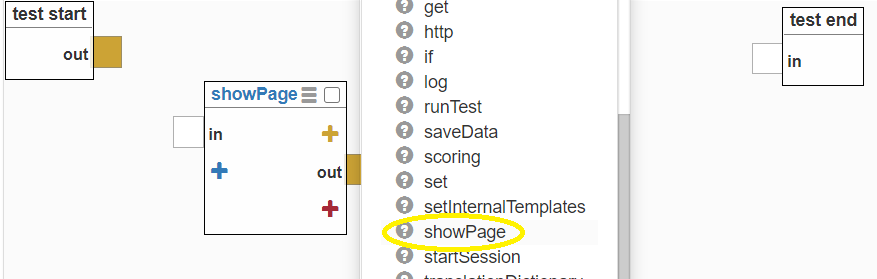 test start
out
showPage
in
out
get
http
if
log
runTest
saveData
scoring
set
setInternalTemplates
showPage
startSession
translationDictionary
test end
in